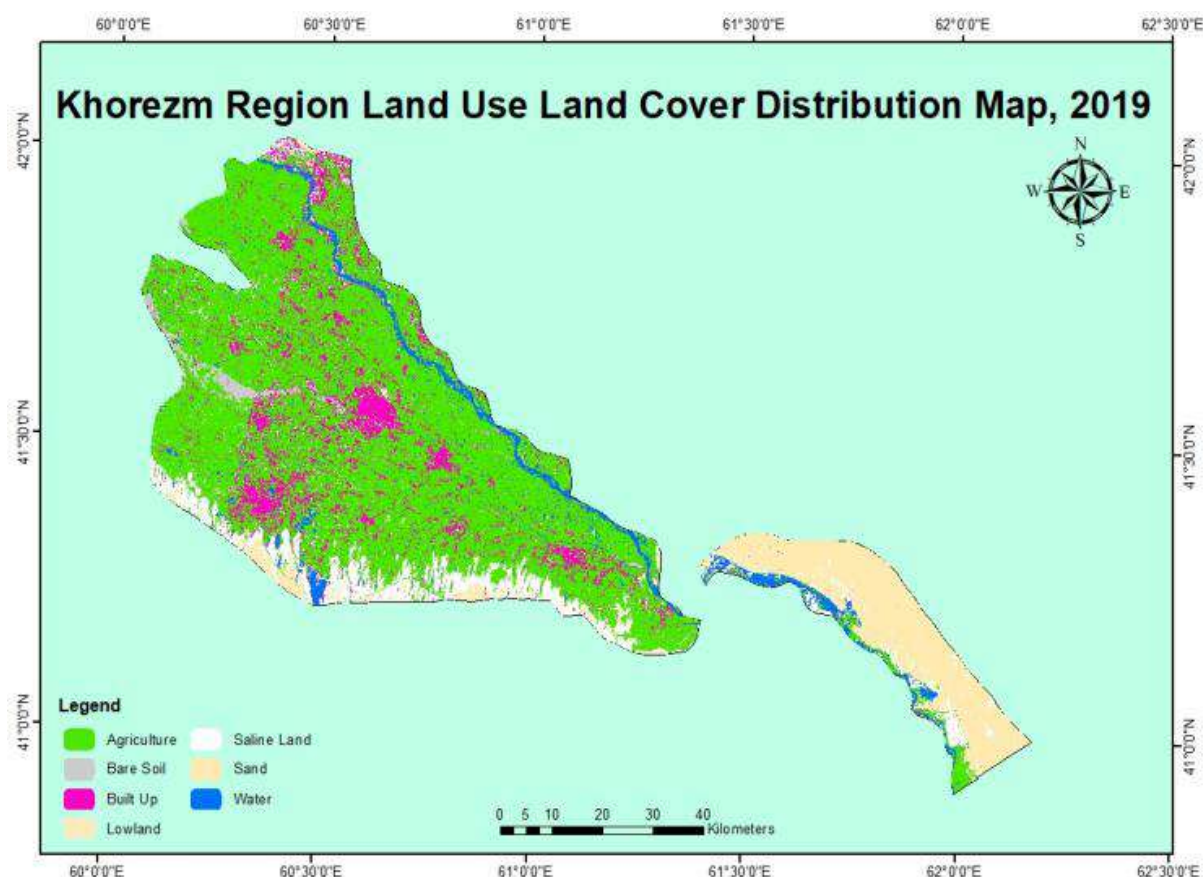 60°0'0"E 60°30'0"E 61°0'0"E 61°30'0"E 62°0'0"E 62°30'0"E
Khorezm Region Land Use Land Cover Distribution Map, 2019
N
W E
S
42°0'0"N 42°0'0"N
41°30'0"N 41°30'0"N
41°0'0"N 41°0'0"N
Legend
Agriculture Saline Land
Bare Soil Sand
Built Up Water
Lowland
0 5 10 20 30 40
Kilometers
60°0'0"E 60°30'0"E 61°0'0"E 61°30'0"E 62°0'0"E 62°30'0"E